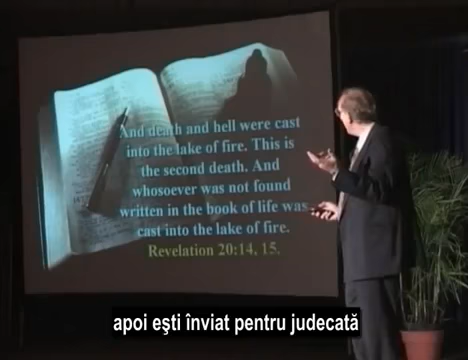 And death and hell were cast
into the lake of fire. This is
the second death. And
whosoever was not found
written in the book of life was
cast into the lake of fire.
Revelation 20:14, 15.
apoi eşti înviat pentru judecată